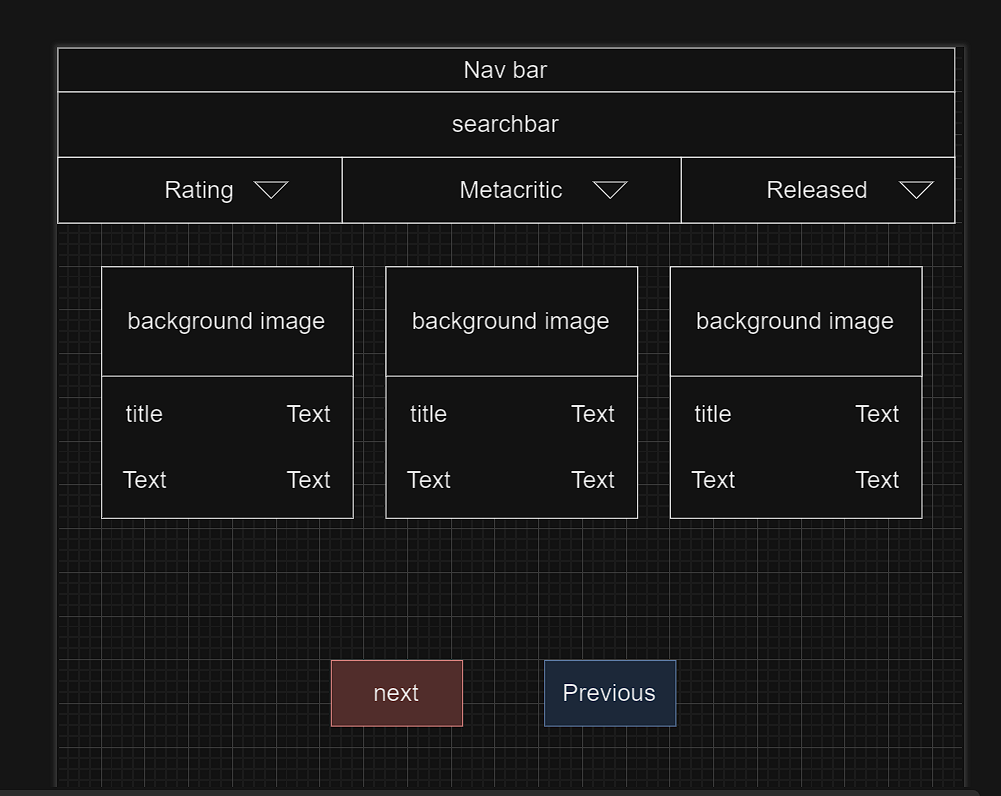 Nav bar
searchbar
Rating Metacritic Released
background image background image background image
title Text title Text title Text
Text Text Text Text Text Text
next Previous